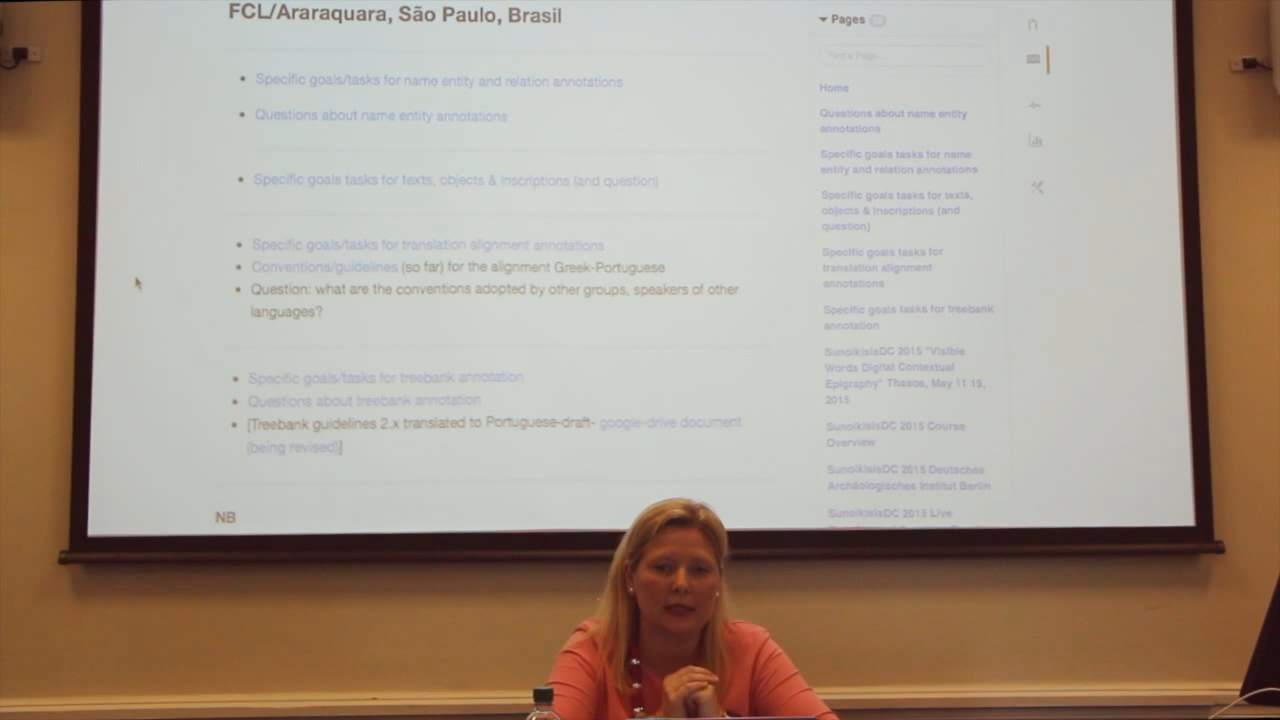 FCL/Araraquara, São Paulo, Brasil
Specific goals/tasks for name entity and relation annotations
Questions about name entity annotations
Specific goals tasks for texts, objects & inscriptions (and question)
Specific goals/tasks for translation alignment annotations
Conventions/guidelines (so far) for the alignment Greek-Portuguese
Question: what are the conventions adopted by other groups, speakers of other
languages?
Specific goals/tasks for treebank annotation
Questions about treebank annotation
[Treebank guidelines 2.x translated to Portuguese-draft- google-drive document
(being revised)]
NB
Pages
Find a Page...
Home
Questions about name entity
annotations
Specific goals tasks for name
entity and relation annotations
Specific goals tasks for texts,
objects & inscriptions (and
question)
Specific goals tasks for
translation alignment
annotations
Specific goals tasks for treebank
annotation
SunoikisisDC 2015 "Visible
Words Digital Contextual
Epigraphy" Thasos, May 11 19,
2015
SunoikisisDC 2015 Course
Overview
SunoikisisDC 2015 Deutsches
Archäologisches Institut Berlin
SunoikisisDC 2015 Live